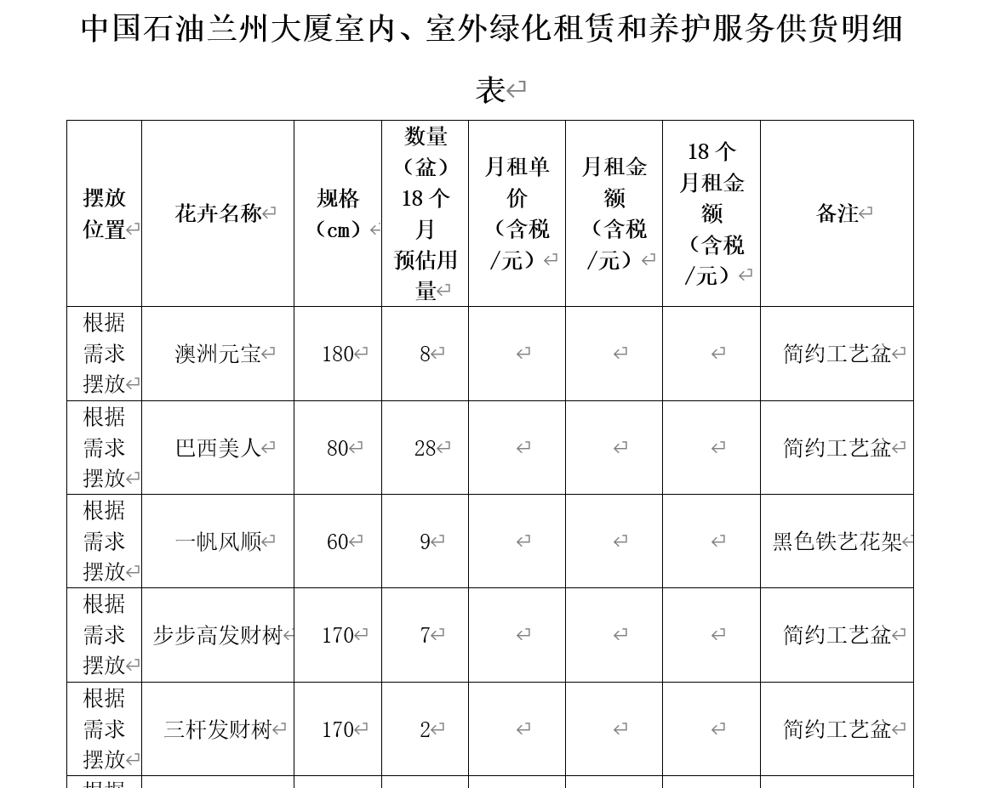 中国石油兰州大厦室内、室外绿化租赁和养护服务供货明细
表
摆放
位置
花卉名称
规格
（cm）
数量
（盆）
18 个
月
预估用
量
月租单
价
（含税
/元）
月租金
额
（含税
/元）
18 个
月租金
额
（含税
/元）
备注
根据
需求
摆放
澳洲元宝
180
8
简约工艺盆
根据
需求
摆放
巴西美人
80
28
简约工艺盆
根据
需求
摆放
一帆风顺
60
9
黑色铁艺花架
根据
需求
摆放
步步高发财树
170
7
简约工艺盆
根据
需求
摆放
三杆发财树
170
2
简约工艺盆